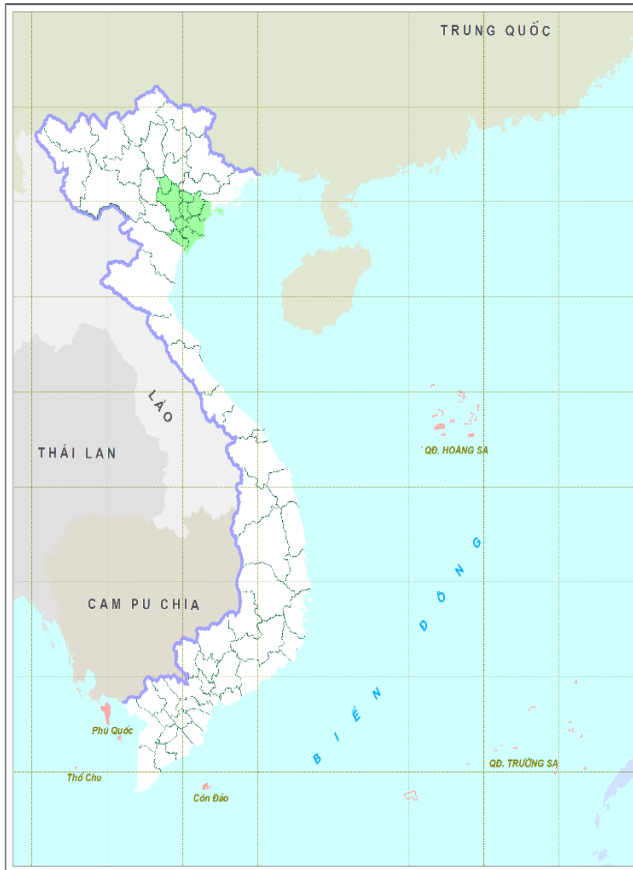 TRUNG QUỐC
LÀO
THÁI LAN
QĐ. HOÀNG SA
BIỂN ĐÔNG
CAM PU CHIA
Phú Quốc
QĐ. TRƯỜNG SA
Thổ Chu
Côn Đảo